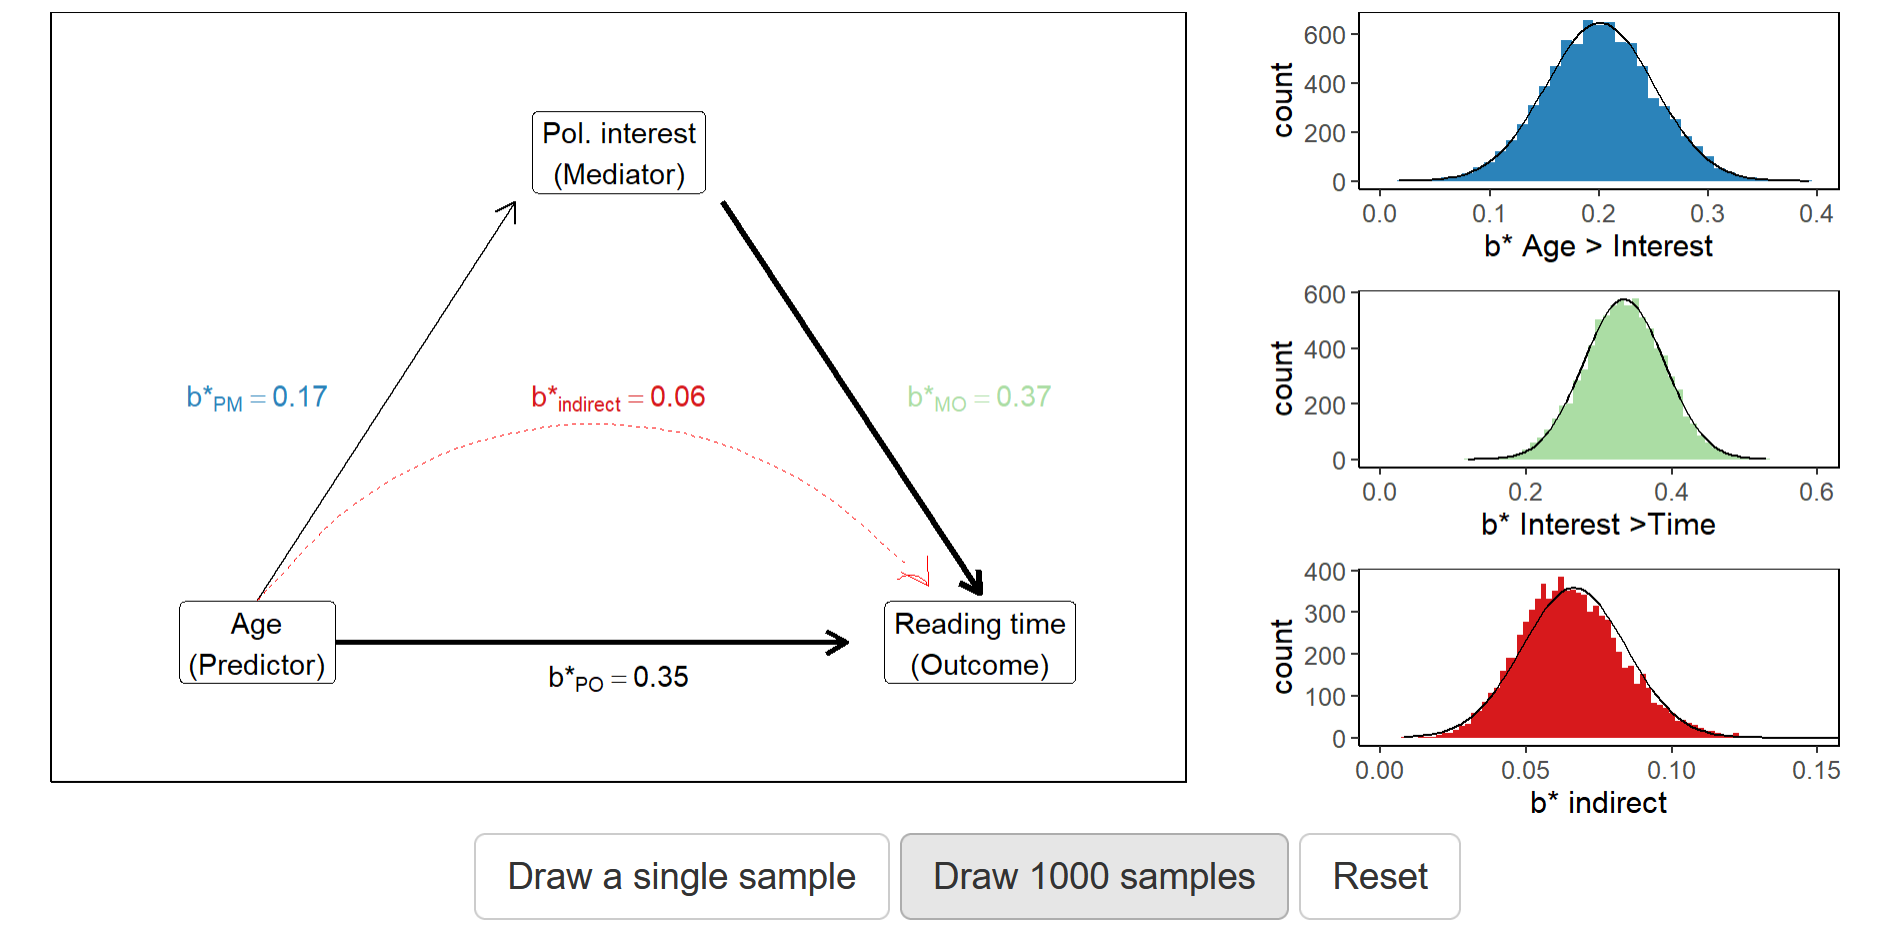 Pol. interest
(Mediator)
b*PM = 0.17
b*indirect = 0.06
b*MO = 0.37
Age
(Predictor)
Reading time
(Outcome)
b*PO = 0.35
600
400
200
0
count
0.0 0.1 0.2 0.3 0.4
b* Age > Interest
600
400
200
0
count
0.0 0.2 0.4 0.6
b* Interest >Time
400
300
200
100
0
count
0.00 0.05 0.10 0.15
b* indirect
Draw a single sample
Draw 1000 samples
Reset